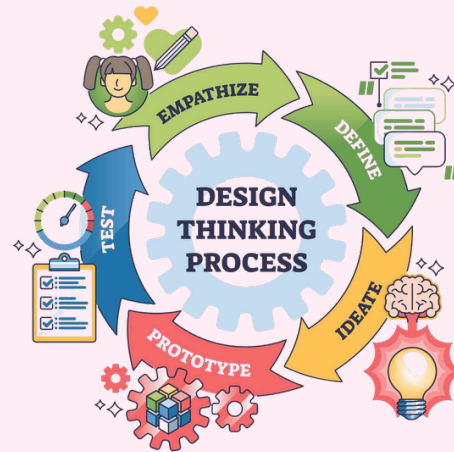 DESIGN
THINKING
PROCESS
EMPATHIZE
DEFINE
IDEATE
PROTOTYPE
TEST